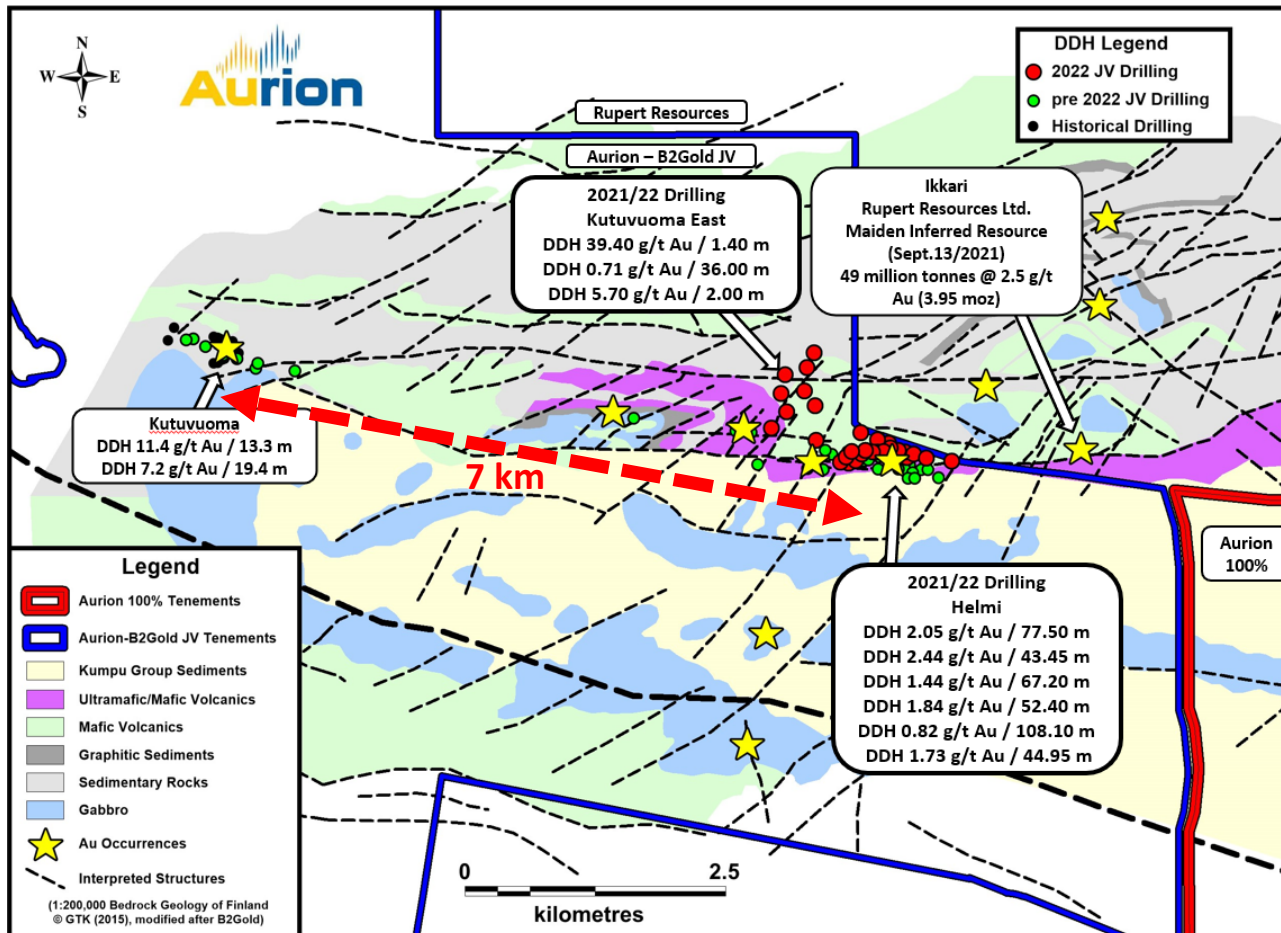 N
W E
S
Aurion
DDH Legend
2022 JV Drilling
pre 2022 JV Drilling
Historical Drilling
Rupert Resources
Aurion – B2Gold JV
2021/22 Drilling
Kutuvuoma East
DDH 39.40 g/t Au / 1.40 m
DDH 0.71 g/t Au / 36.00 m
DDH 5.70 g/t Au / 2.00 m
Ikkari
Rupert Resources Ltd.
Maiden Inferred Resource
(Sept.13/2021)
49 million tonnes @ 2.5 g/t
Au (3.95 moz)
Kutuvuoma
DDH 11.4 g/t Au / 13.3 m
DDH 7.2 g/t Au / 19.4 m
7 km
Aurion
100%
2021/22 Drilling
Helmi
DDH 2.05 g/t Au / 77.50 m
DDH 2.44 g/t Au / 43.45 m
DDH 1.44 g/t Au / 67.20 m
DDH 1.84 g/t Au / 52.40 m
DDH 0.82 g/t Au / 108.10 m
DDH 1.73 g/t Au / 44.95 m
Legend
Aurion 100% Tenements
Aurion-B2Gold JV Tenements
Kumpu Group Sediments
Ultramafic/Mafic Volcanics
Mafic Volcanics
Graphitic Sediments
Sedimentary Rocks
Gabbro
Au Occurrences
Interpreted Structures
(1:200,000 Bedrock Geology of Finland
© GTK (2015), modified after B2Gold)
0 2.5
kilometres